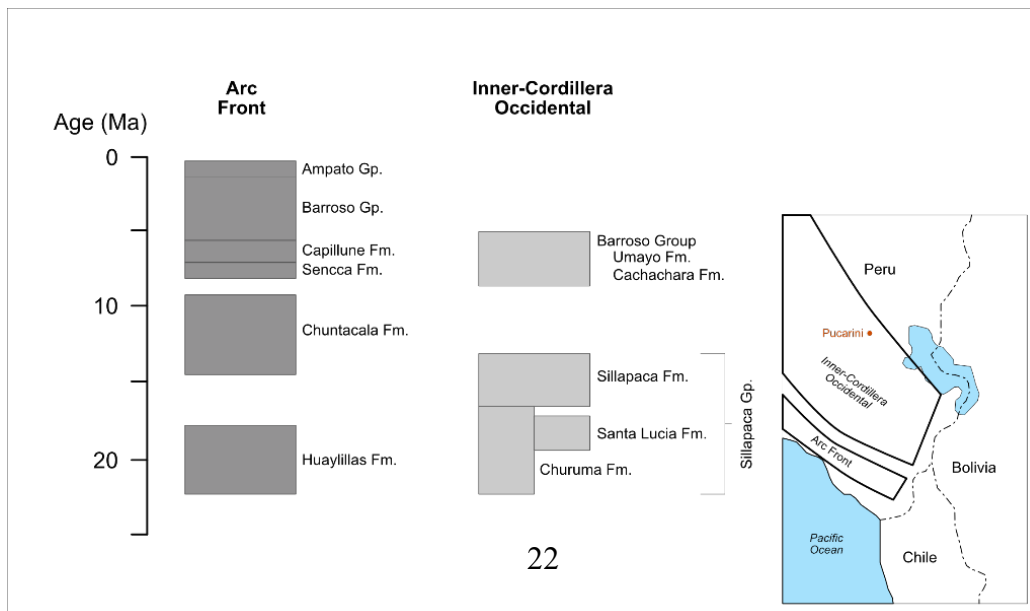 Arc
Front
Inner-Cordillera
Occidental
Age (Ma)
0
10
20
Ampato Gp.
Barroso Gp.
Capillune Fm.
Sencca Fm.
Chuntacala Fm.
Huaylillas Fm.
Barroso Group
Umayo Fm.
Cachachara Fm.
Sillapaca Fm.
Santa Lucia Fm.
Churuma Fm.
Sillapaca Gp.
Peru
Pucarini
Inner-Cordillera
Occidental
Arc Front
Bolivia
Pacific
Ocean
Chile
22